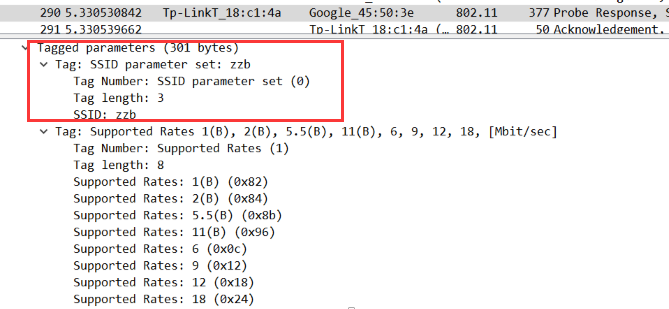 290 5.330530842 Tp-LinkT_18:c1:4a Google_45:50:3e 802.11 377 Probe Response,
291 5.330539662 Tp-LinkT_18:c1:4a (… 802.11 50 Acknowledgement,
Tagged parameters (301 bytes)
Tag: SSID parameter set: zzb
Tag Number: SSID parameter set (0)
Tag length: 3
SSID: zzb
Tag: Supported Rates 1(B), 2(B), 5.5(B), 11(B), 6, 9, 12, 18, [Mbit/sec]
Tag Number: Supported Rates (1)
Tag length: 8
Supported Rates: 1(B) (0x82)
Supported Rates: 2(B) (0x84)
Supported Rates: 5.5(B) (0x8b)
Supported Rates: 11(B) (0x96)
Supported Rates: 6 (0x0c)
Supported Rates: 9 (0x12)
Supported Rates: 12 (0x18)
Supported Rates: 18 (0x24)